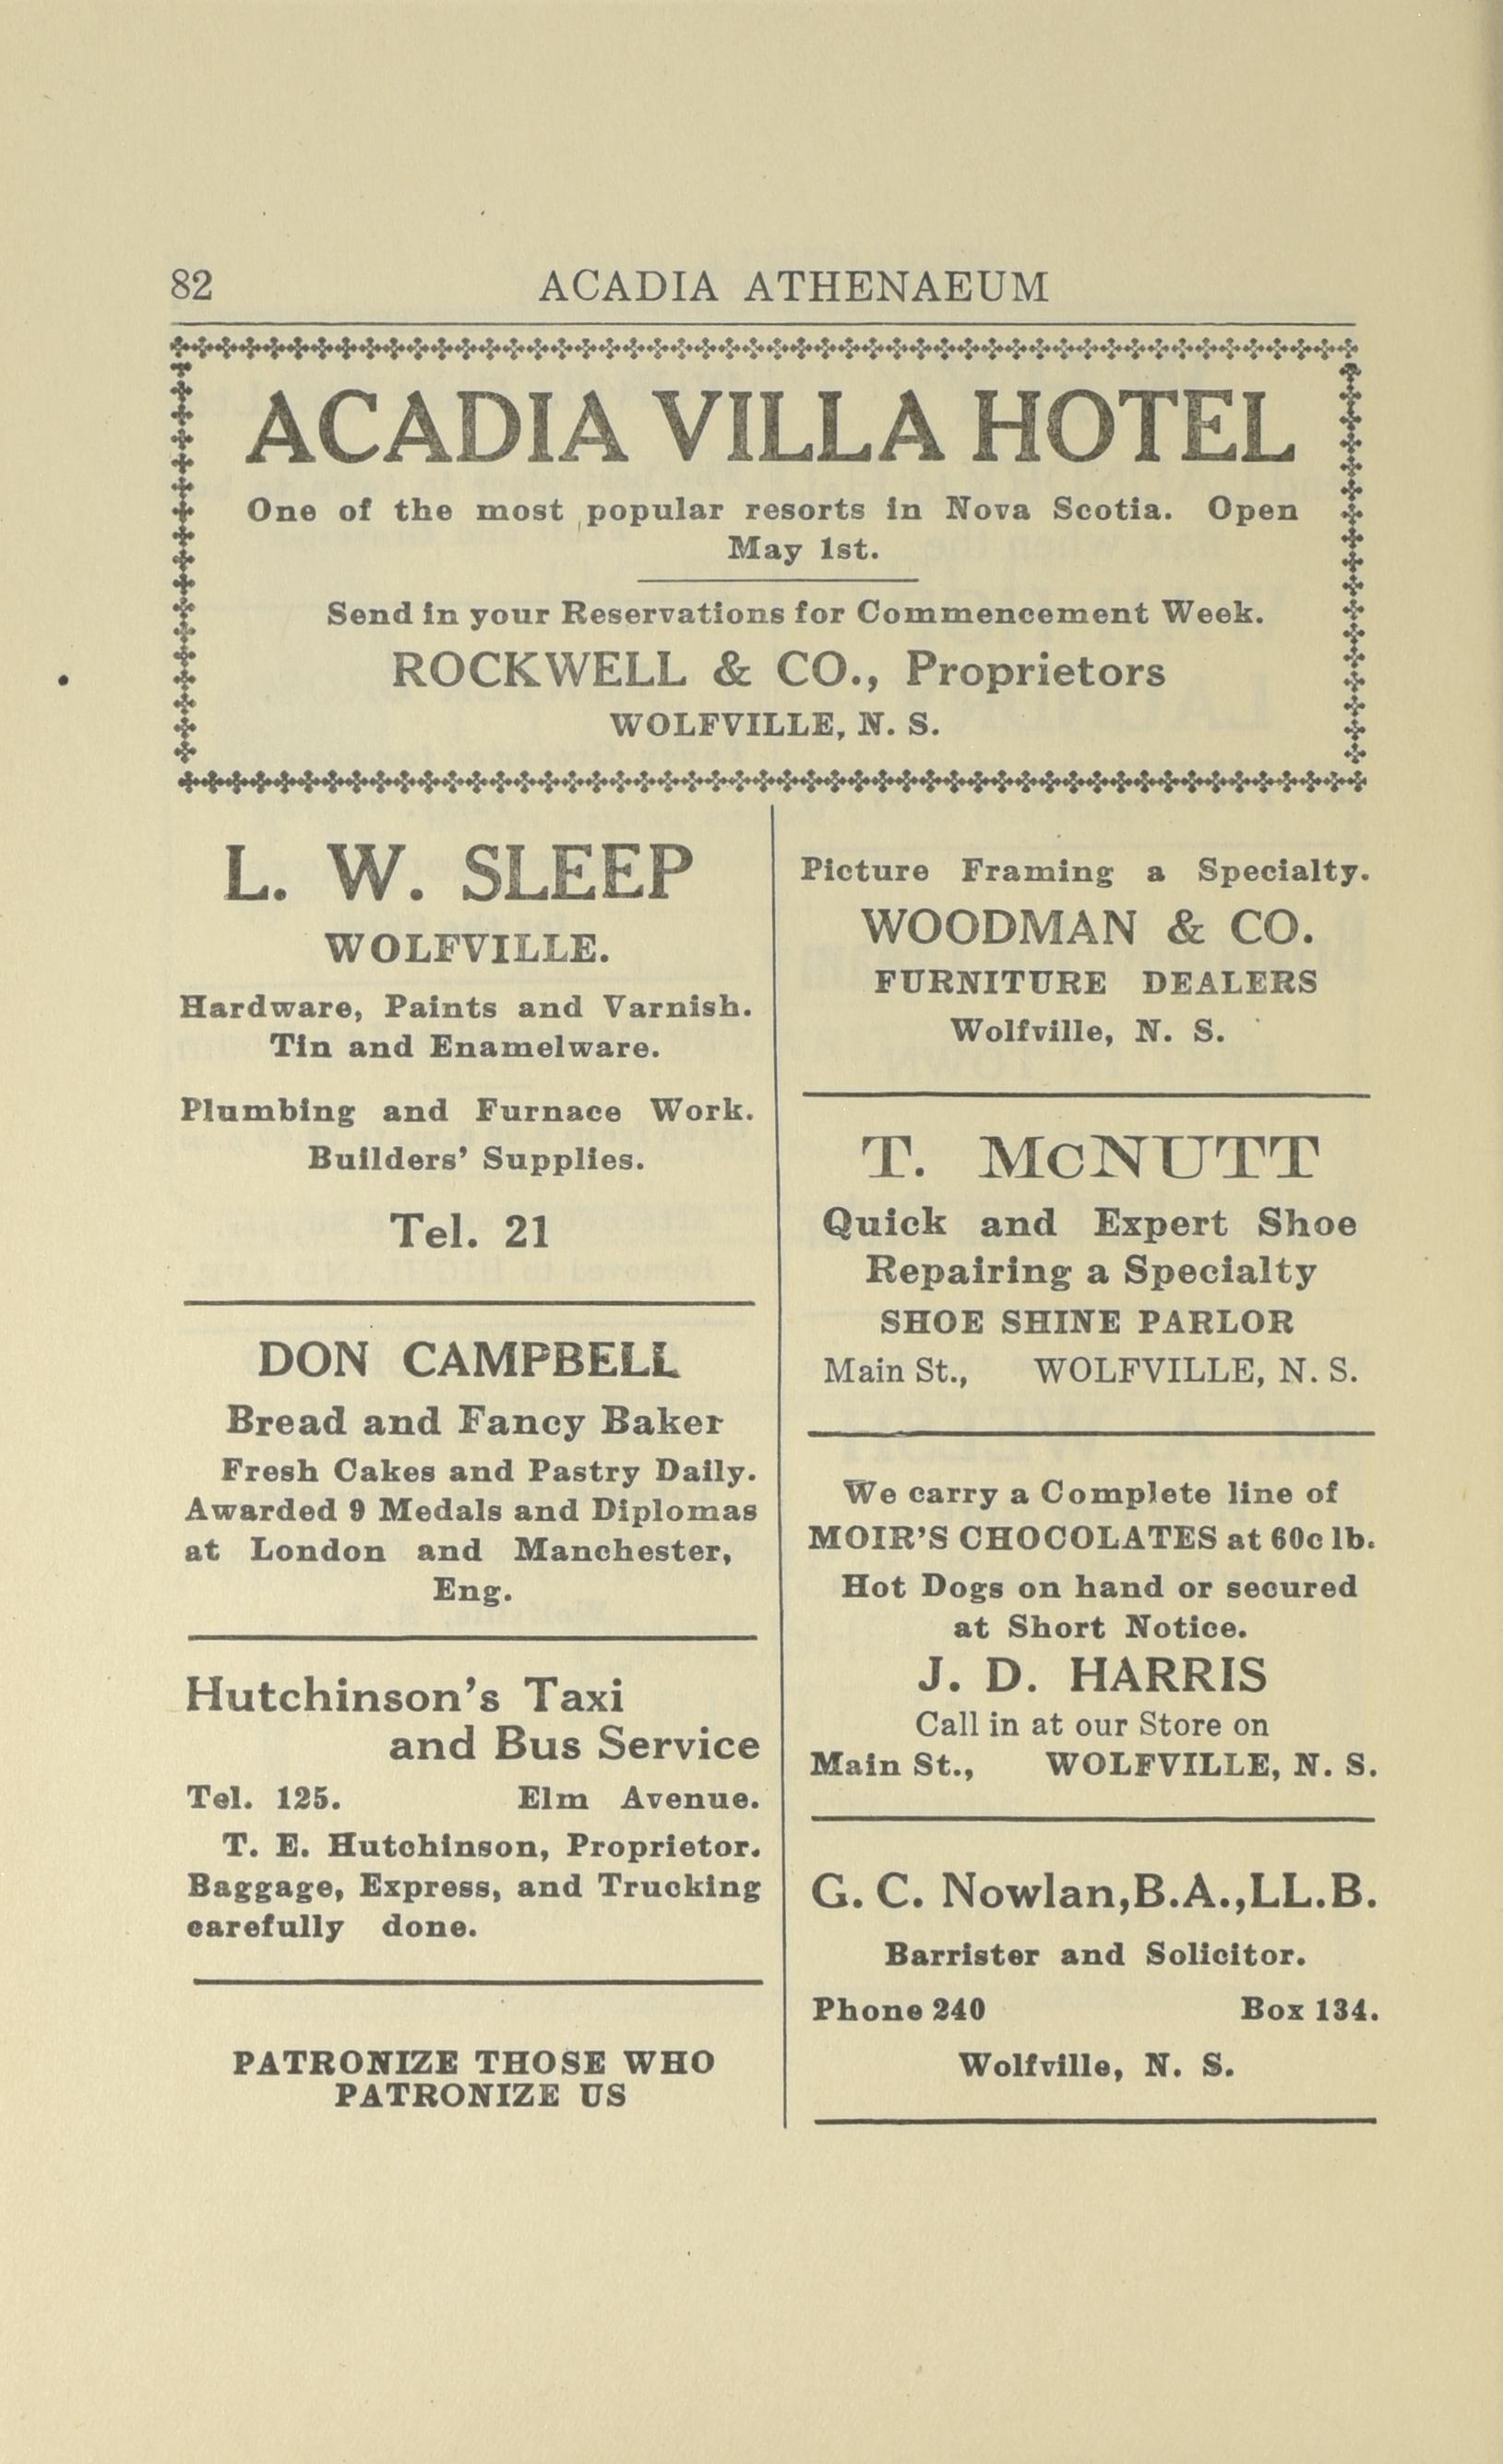 82
ACADIA ATHENAEUM
ACADIA VILLA HOTEL
One of the most popular resorts in Nova Scotia. Open
May 1st.
Send in your Reservations for Commencement Week.
ROCKWELL & CO., Proprietors
WOLFVILLE, N. S.
L. W. SLEEP
WOLFVILLE.
Hardware, Paints and Varnish.
Tin and Enamelware.
Plumbing and Furnace Work.
Builders' Supplies.
Tel. 21
DON CAMPBELL
Bread and Fancy Baker
Fresh Cakes and Pastry Daily.
Awarded 9 Medals and Diplomas
at London and Manchester,
Eng.
Hutchinson's Taxi
and Bus Service
Tel. 125. Elm Avenue.
T. E. Hutchinson, Proprietor.
Baggage, Express, and Trucking
carefully done.
PATRONIZE THOSE WHO
PATRONIZE US
Picture Framing a Specialty.
WOODMAN & CO.
FURNITURE DEALERS
Wolfville, N. S.
T. McNUTT
Quick and Expert Shoe
Repairing a Specialty
SHOE SHINE PARLOR
Main St., WOLFVILLE, N. S.
We carry a Complete line of
MOIR'S CHOCOLATES at 60c lb.
Hot Dogs on hand or secured
at Short Notice.
J. D. HARRIS
Call in at our Store on
Main St., WOLFVILLE, N. S.
G. C. Nowlan,B.A.,LL.B.
Barrister and Solicitor.
Phone 240 Box 134.
Wolfville, N. S.